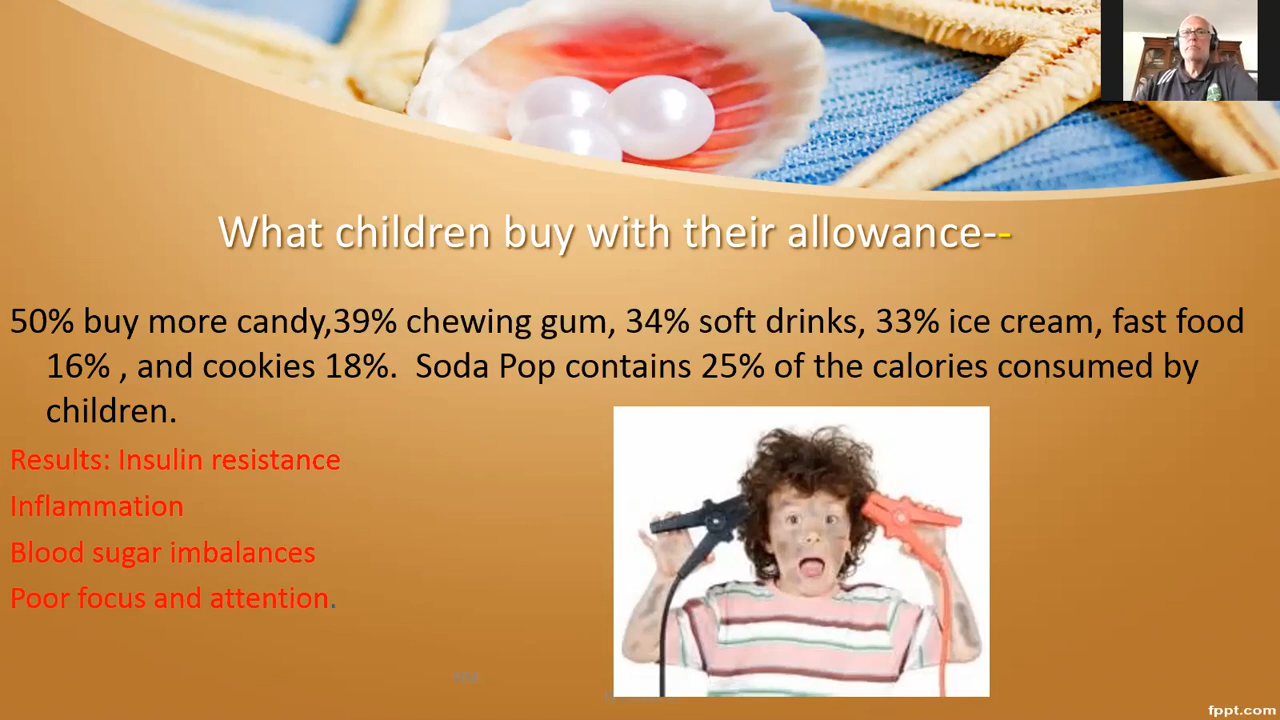 What children buy with their allowance--
50% buy more candy,39% chewing gum, 34% soft drinks, 33% ice cream, fast food
16% , and cookies 18%.  Soda Pop contains 25% of the calories consumed by
children.
Results: Insulin resistance
Inflammation
Blood sugar imbalances
Poor focus and attention.
fppt.com